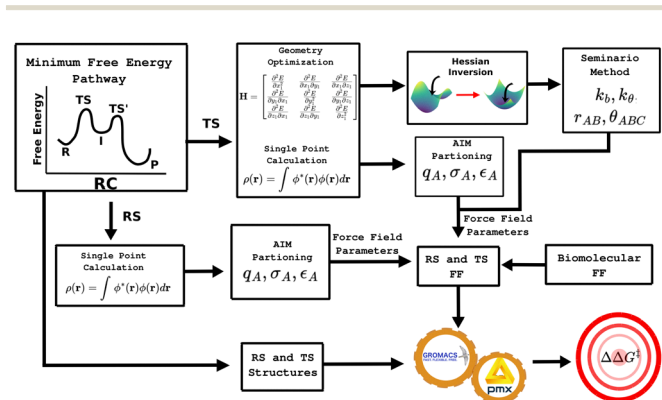 Minimum Free Energy
Pathway
Free Energy
TS
TS'
R
I
P
RC
TS
RS
Geometry
Optimization
Single Point
Calculation
ρ(r) = ∫ ϕ*(r)ϕ(r)dr
Hessian
Inversion
Seminario
Method
k_b, k_θ
r_AB, θ_ABC
AIM
Partioning
q_A, σ_A, ϵ_A
Force Field
Parameters
Single Point
Calculation
ρ(r) = ∫ ϕ*(r)ϕ(r)dr
AIM
Partioning
q_A, σ_A, ϵ_A
Force Field
Parameters
RS and TS
FF
Biomolecular
FF
RS and TS
Structures
GROMACS
FAST. FLEXIBLE. FREE.
pmx
ΔΔG‡